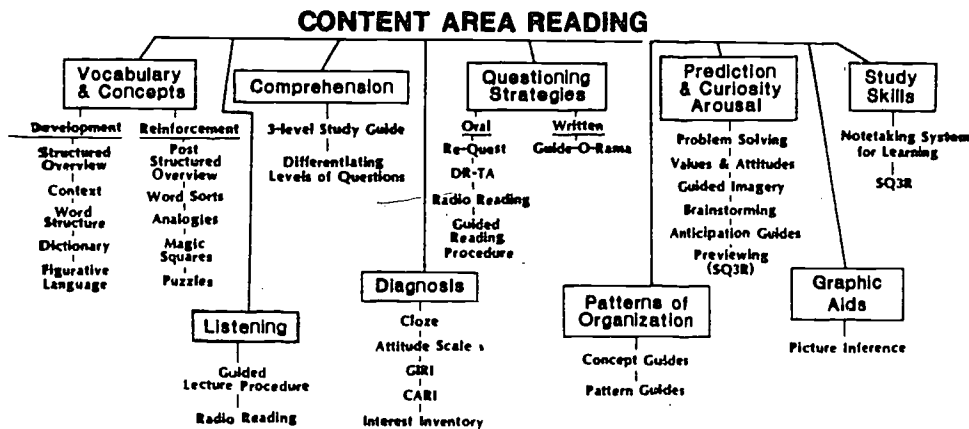 CONTENT AREA READING
Vocabulary
& Concepts
Development
Structured
Overview
Context
Word
Structure
Dictionary
Figurative
Language
Reinforcement
Post
Structured
Overview
Word Sorts
Analogies
Magic
Squares
Puzzles
Listening
Guided
Lecture Procedure
Radio Reading
Comprehension
3-level Study Guide
Differentiating
Levels of Questions
Diagnosis
Cloze
Attitude Scale s
GIRI
CARI
Interest Inventory
Questioning
Strategies
Oral
Re-Quest
DR-TA
Radio Reading
Guided
Reading
Procedure
Written
Guide-O-Rama
Patterns of
Organization
Concept Guides
Pattern Guides
Prediction
& Curiosity
Arousal
Problem Solving
Values & Attitudes
Guided Imagery
Brainstorming
Anticipation Guides
Previewing
(SQ3R)
Graphic
Aids
Picture Inference
Study
Skills
Notetaking System
for Learning
SQ3R